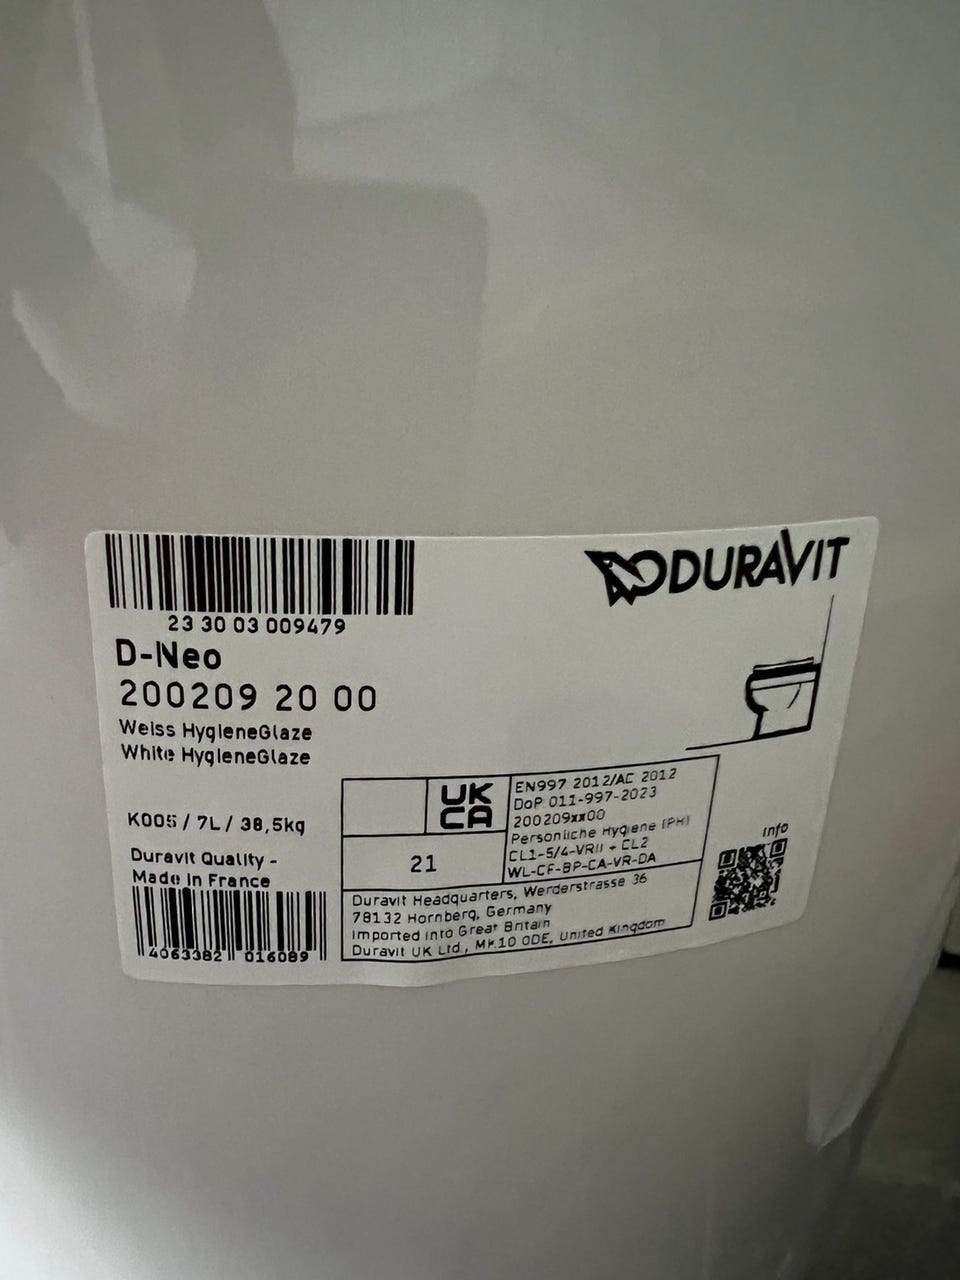 DURAVIT
23 30 03 009479
D-Neo
200209 20 00
Weiss HygieneGlaze
White HygieneGlaze
K005 / 7L / 38,5kg
Duravit Quality -
Made in France
4063382 016089
UK
CA
21
EN997 2012/AC 2012
DoP 011-997-2023
200209xx00
Persönliche Hygiene (PH)
CL1-5/4-VRII + CL2
WL-CF-BP-CA-VR-DA
Duravit Headquarters, Werderstrasse 36
78132 Hornberg, Germany
Imported into Great Britain
Duravit UK Ltd., MK10 0DE, United Kingdom
info